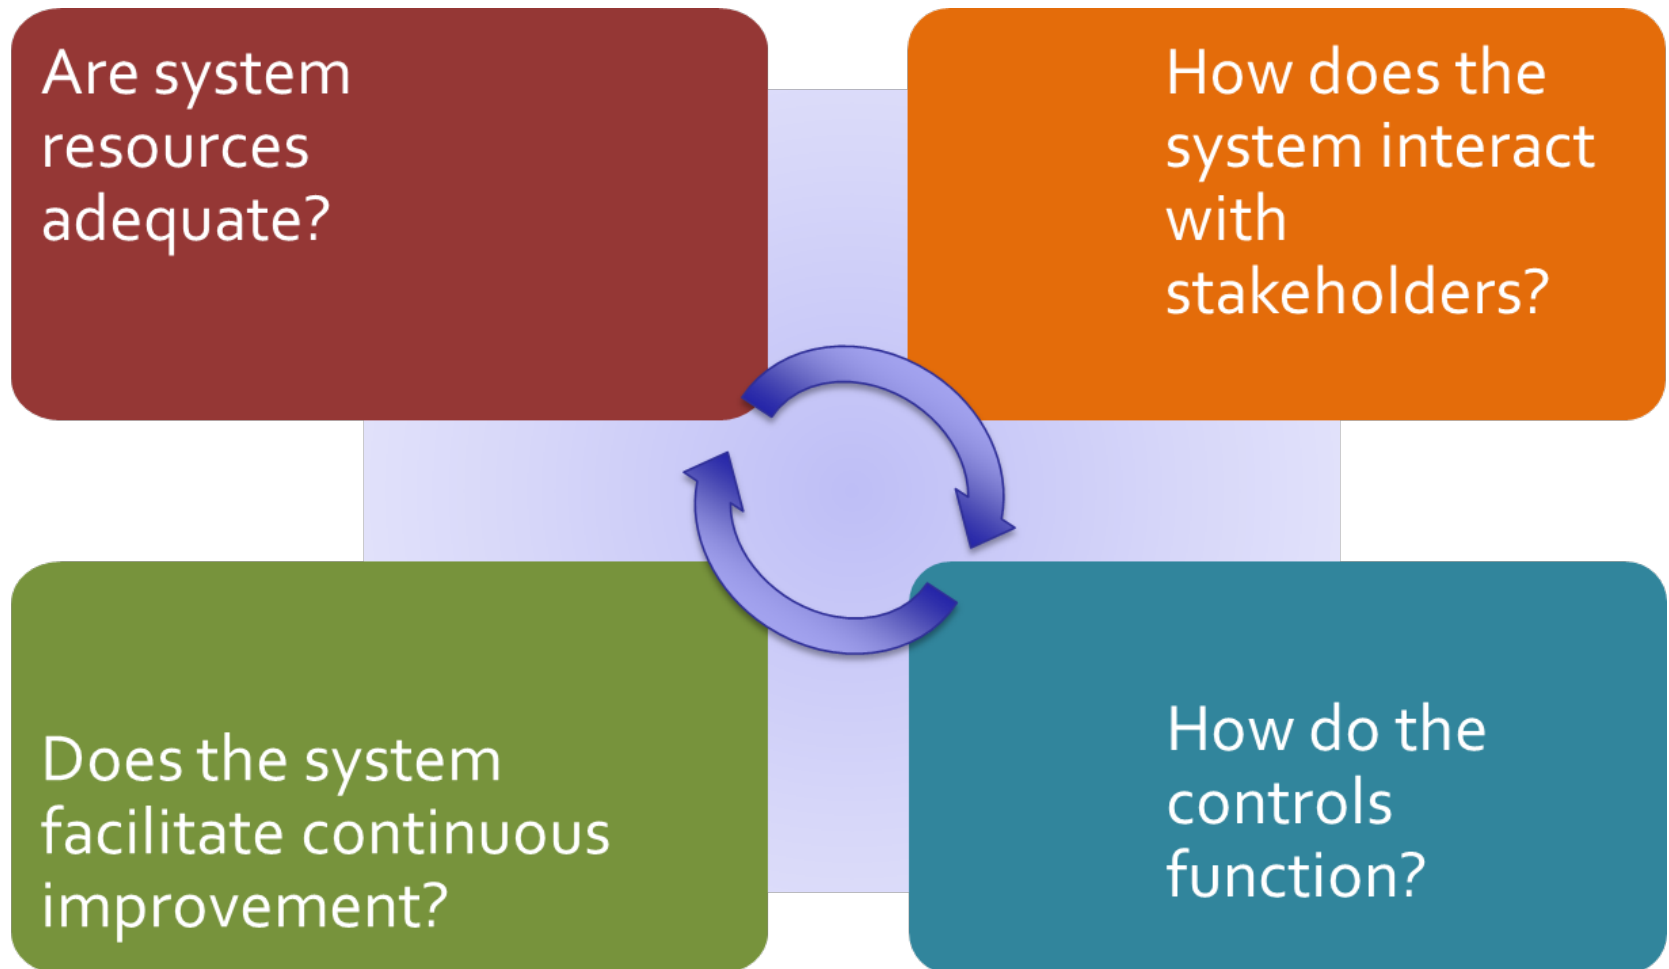 Are system
resources
adequate?
How does the
system interact
with
stakeholders?
Does the system
facilitate continuous
improvement?
How do the
controls
function?